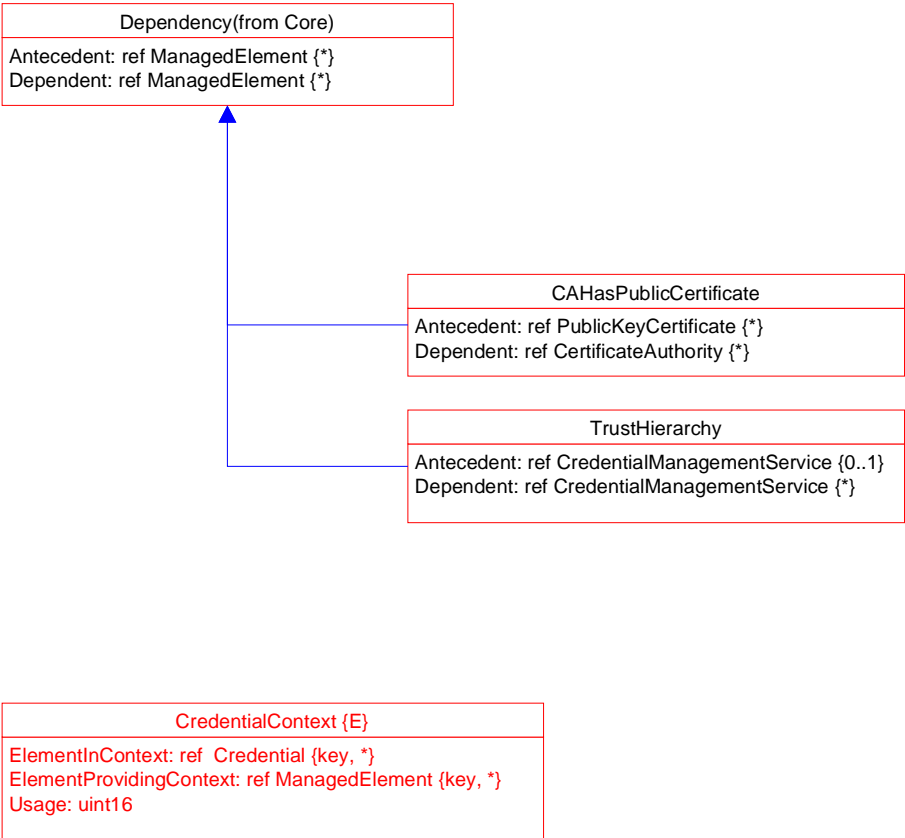 Dependency(from Core)
Antecedent: ref ManagedElement {*}
Dependent: ref ManagedElement {*}
CAHasPublicCertificate
Antecedent: ref PublicKeyCertificate {*}
Dependent: ref CertificateAuthority {*}
TrustHierarchy
Antecedent: ref CredentialManagementService {0..1}
Dependent: ref CredentialManagementService {*}
CredentialContext {E}
ElementInContext: ref  Credential {key, *}
ElementProvidingContext: ref ManagedElement {key, *}
Usage: uint16